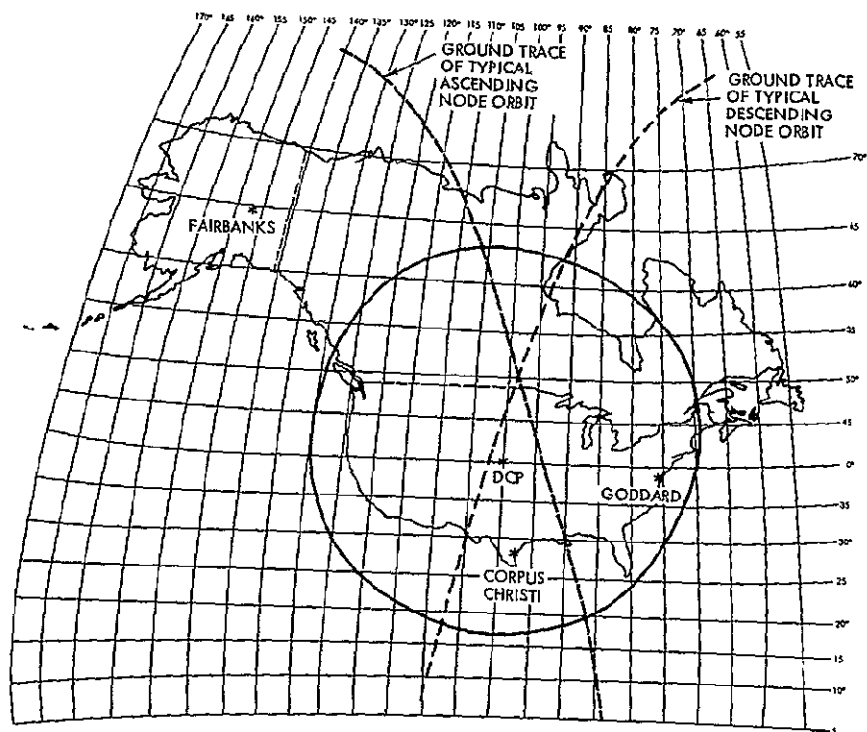 170° 165 160° 155 150° 145 140° 135° 130° 125 120° 115 110° 105 100° 95 90° 85 80° 75 70° 65 60° 55
GROUND TRACE
OF TYPICAL
ASCENDING
NODE ORBIT
GROUND TRACE
OF TYPICAL
DESCENDING
NODE ORBIT
70°
FAIRBANKS
65
60°
50°
45
DCP
0°
GODDARD
35
30°
CORPUS
CHRISTI
25
20°
15
10°
5